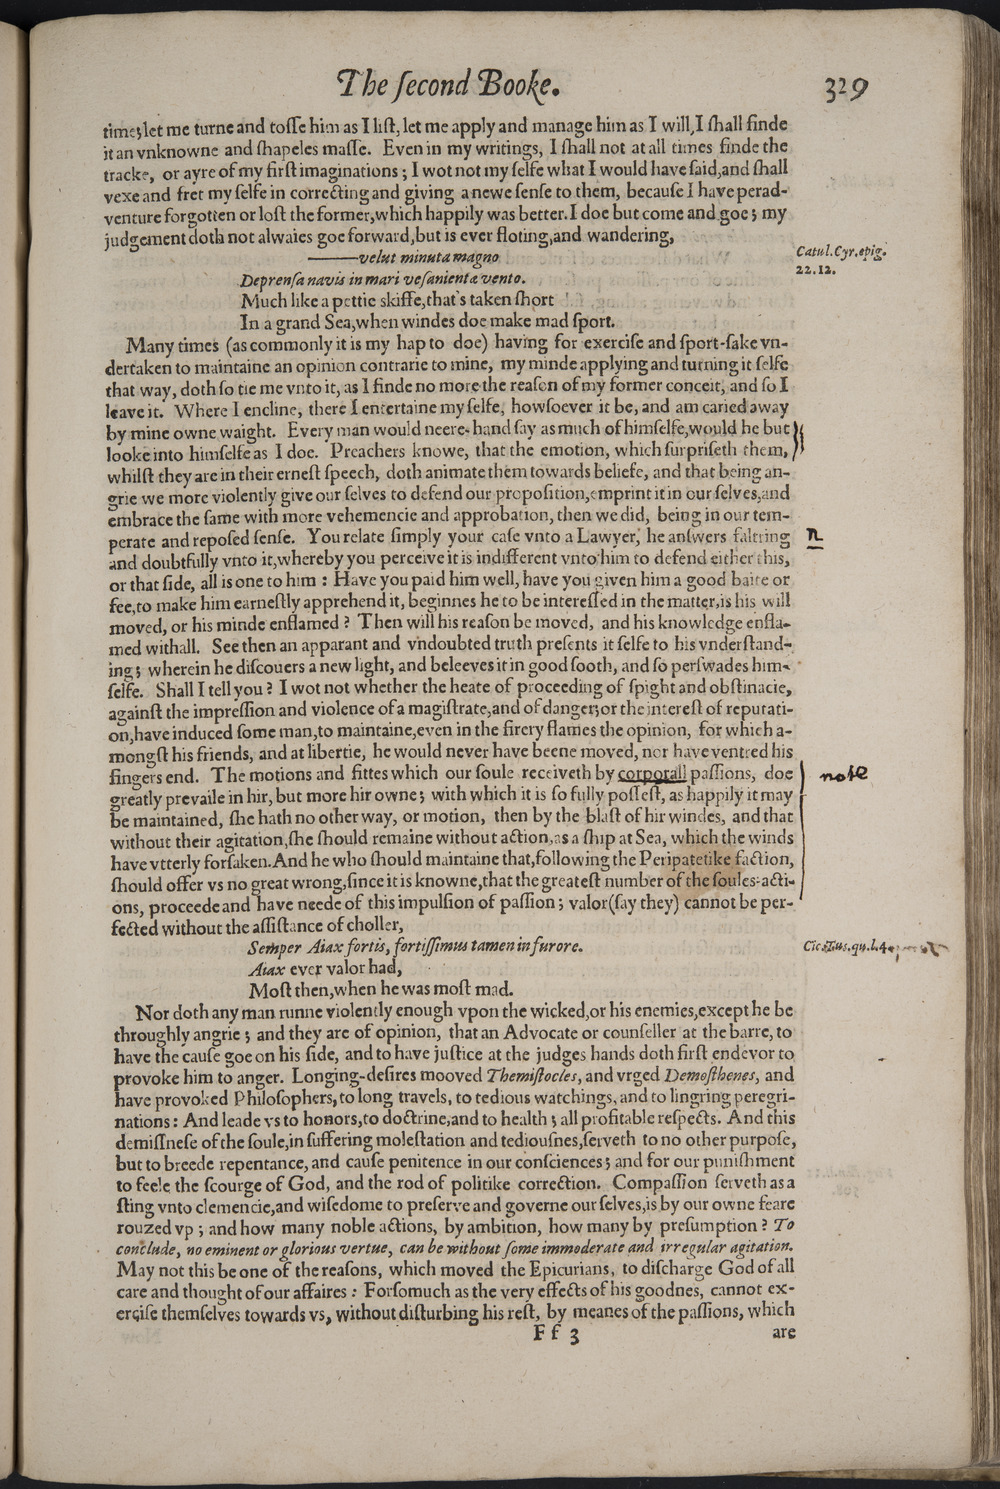 The ſecond Booke.
329
time; let me turne and toſſe him as I liſt, let me apply and manage him as I will, I ſhall finde
it an vnknowne and ſhapeles maſſe. Even in my writings, I ſhall not at all times finde the
tracke, or ayre of my firſt imaginations; I wot not my ſelfe what I would have ſaid, and ſhall
vexe and fret my ſelfe in correcting and giving a newe ſenſe to them, becauſe I have perad-
venture forgotten or loſt the former, which happily was better. I doe but come and goe; my
judgement doth not alwaies goe forward, but is ever floting, and wandering,
——velut minuta magno
Catul. Cyr. epig.
22.12.
Deprenſa navis in mari veſanienta vento.
Much like a pettie skiffe, that's taken ſhort
In a grand Sea, when windes doe make mad ſport.
Many times (as commonly it is my hap to doe) having for exerciſe and ſport-ſake vn-
dertaken to maintaine an opinion contrarie to mine, my minde applying and turning it ſelfe
that way, doth ſo tie me vnto it, as I finde no more the reaſon of my former conceit, and ſo I
leave it. Where I encline, there I entertaine my ſelfe, howſoever it be, and am caried away
by mine owne waight. Every man would neere-hand ſay as much of himſelfe, would he but
looke into himſelfe as I doe. Preachers knowe, that the emotion, which ſurpriſeth them,
whilſt they are in their erneſt ſpeech, doth animate them towards beliefe, and that being an-
grie we more violently give our ſelves to defend our propoſition, emprint it in our ſelves, and
embrace the ſame with more vehemencie and approbation, then we did, being in our tem-
perate and repoſed ſenſe. You relate ſimply your caſe vnto a Lawyer, he anſwers faltring
n
and doubtfully vnto it, whereby you perceive it is indifferent vnto him to defend either this,
or that ſide, all is one to him: Have you paid him well, have you given him a good baite or
fee, to make him earneſtly apprehend it, beginnes he to be intereſſed in the matter, is his will
moved, or his minde enflamed? Then will his reaſon be moved, and his knowledge enfla-
med withall. See then an apparant and vndoubted truth preſents it ſelfe to his vnderſtand-
ing; wherein he diſcouers a new light, and beleeves it in good ſooth, and ſo perſwades him-
ſelfe. Shall I tell you? I wot not whether the heate of proceeding of ſpight and obſtinacie,
againſt the impreſſion and violence of a magiſtrate, and of danger; or the intereſt of reputati-
on, have induced ſome man, to maintaine, even in the firery flames the opinion, for which a-
mongſt his friends, and at libertie, he would never have beene moved, nor have ventred his
fingers end. The motions and fittes which our ſoule receiveth by corporall paſſions, doe
note
greatly prevaile in hir, but more hir owne; with which it is ſo fully poſſeſt, as happily it may
be maintained, ſhe hath no other way, or motion, then by the blaſt of hir windes, and that
without their agitation, ſhe ſhould remaine without action, as a ſhip at Sea, which the winds
have vtterly forſaken. And he who ſhould maintaine that, following the Peripatetike faction,
ſhould offer vs no great wrong, ſince it is knowne, that the greateſt number of the ſoules-acti-
ons, proceede and have neede of this impulſion of paſſion; valor (ſay they) cannot be per-
fected without the aſſiſtance of choller,
Semper Aiax fortis, fortiſſimus tamen in furore.
Cic. Tus. qu. l. 4.
Aiax ever valor had,
Moſt then, when he was moſt mad.
Nor doth any man runne violently enough vpon the wicked, or his enemies, except he be
throughly angrie; and they are of opinion, that an Advocate or counſeller at the barre, to
have the cauſe goe on his ſide, and to have juſtice at the judges hands doth firſt endevor to
provoke him to anger. Longing-deſires mooved Themiſtocles, and vrged Demoſthenes, and
have provoked Philoſophers, to long travels, to tedious watchings, and to lingring peregri-
nations: And leade vs to honors, to doctrine, and to health; all profitable reſpects. And this
demiſſneſe of the ſoule, in ſuffering moleſtation and tediouſnes, ſerveth to no other purpoſe,
but to breede repentance, and cauſe penitence in our conſciences; and for our puniſhment
to feele the ſcourge of God, and the rod of politike correction. Compaſſion ſerveth as a
ſting vnto clemencie, and wiſedome to preſerve and governe our ſelves, is by our owne feare
rouzed vp; and how many noble actions, by ambition, how many by preſumption? To
conclude, no eminent or glorious vertue, can be without ſome immoderate and irregular agitation.
May not this be one of the reaſons, which moved the Epicurians, to diſcharge God of all
care and thought of our affaires: Forſomuch as the very effects of his goodnes, cannot ex-
erciſe themſelves towards vs, without diſturbing his reſt, by meanes of the paſſions, which
F f 3
are